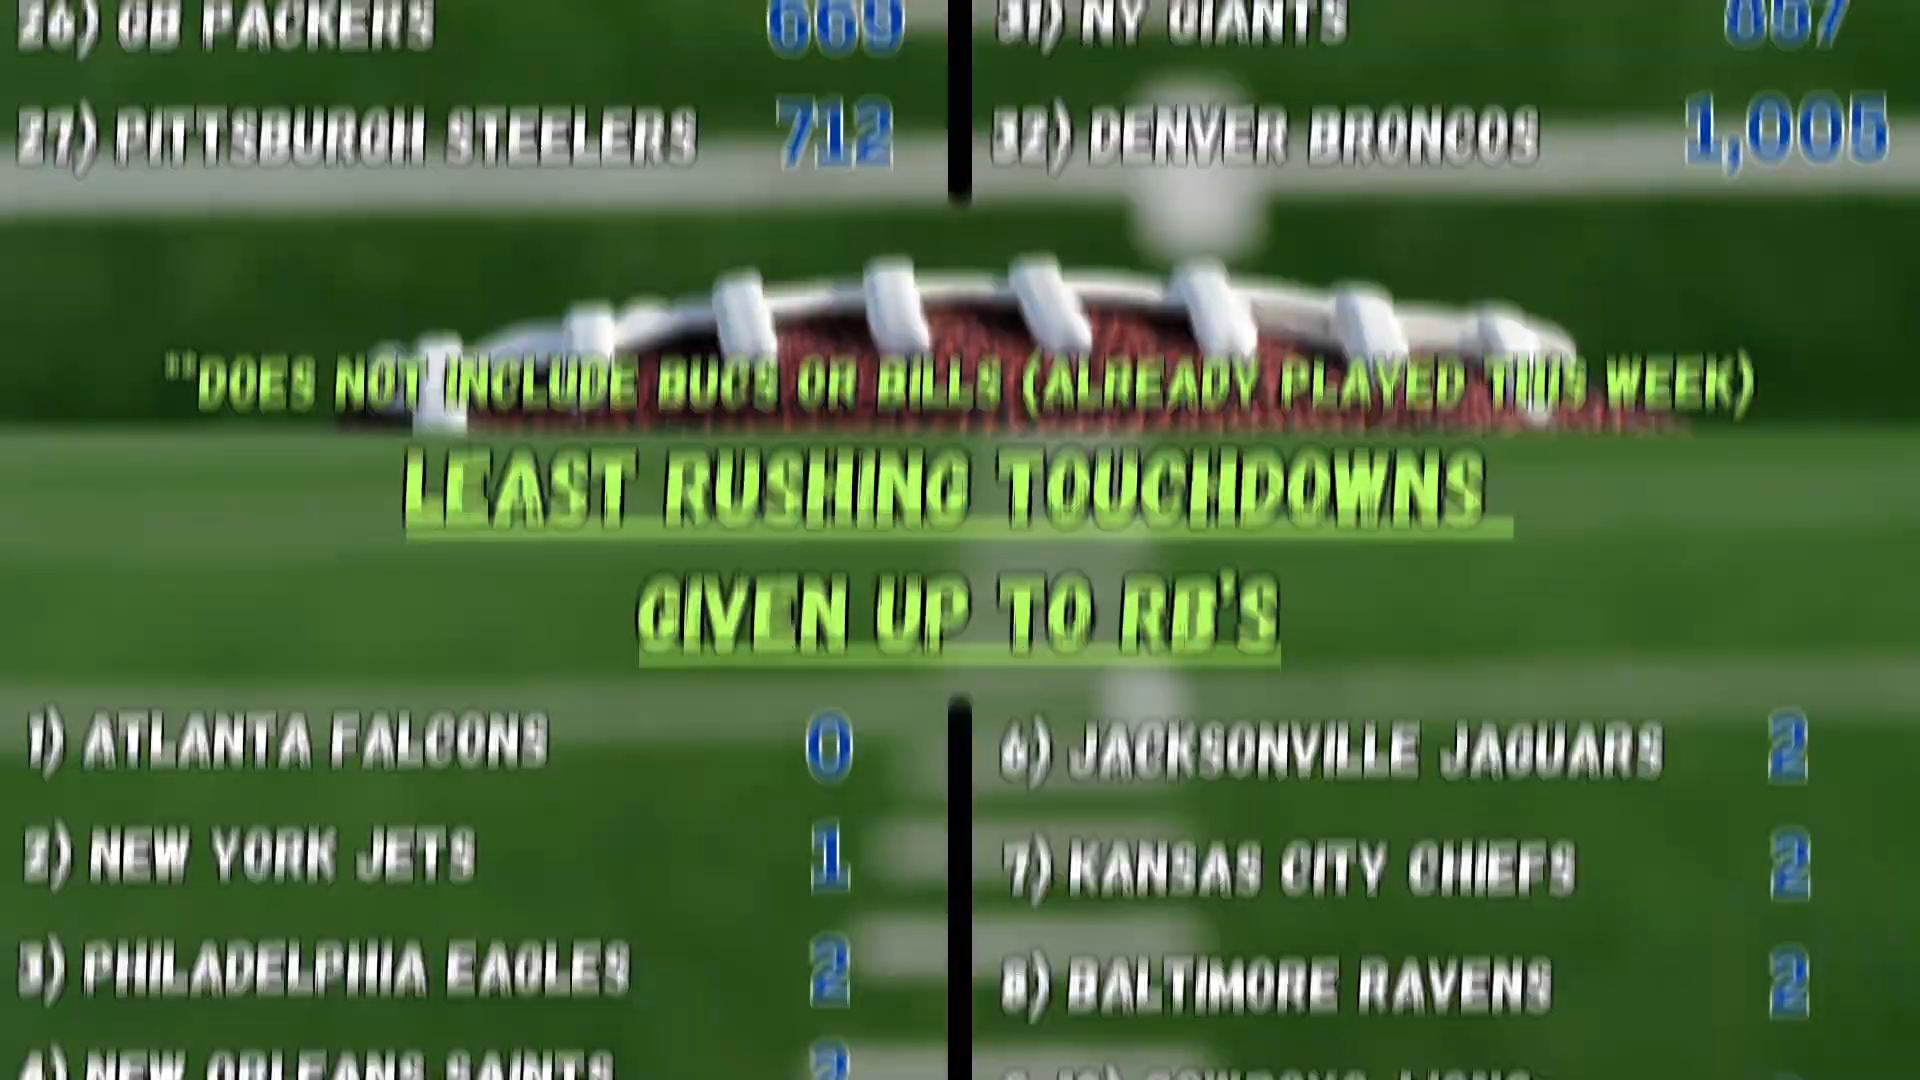 26) GB PACKERS 669
27) PITTSBURGH STEELERS 712
31) NY GIANTS 867
32) DENVER BRONCOS 1,005
"DOES NOT INCLUDE BUCS OR BILLS (ALREADY PLAYED THIS WEEK)
LEAST RUSHING TOUCHDOWNS
GIVEN UP TO RB'S
1) ATLANTA FALCONS 0
2) NEW YORK JETS 1
3) PHILADELPHIA EAGLES 2
4) NEW ORLEANS SAINTS 2
6) JACKSONVILLE JAGUARS 2
7) KANSAS CITY CHIEFS 2
8) BALTIMORE RAVENS 2